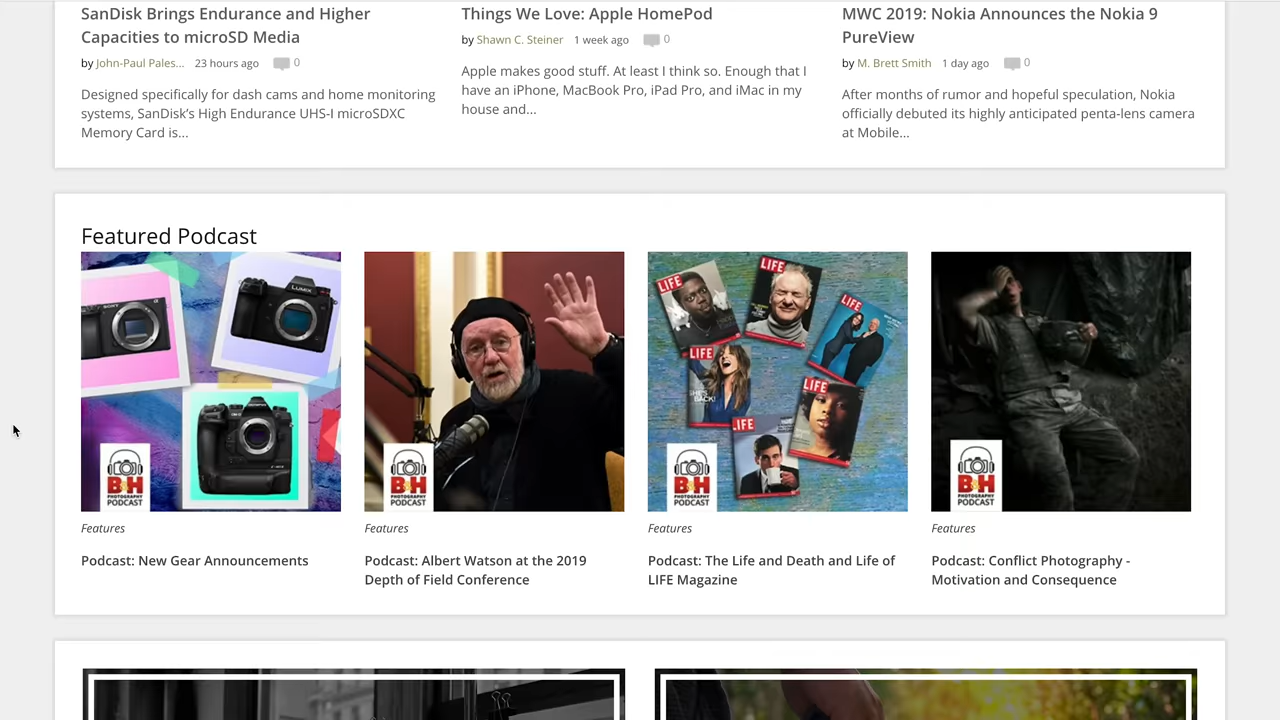 SanDisk Brings Endurance and Higher
Capacities to microSD Media
by John-Paul Pales... 23 hours ago 0
Designed specifically for dash cams and home monitoring
systems, SanDisk's High Endurance UHS-I microSDXC
Memory Card is...
Things We Love: Apple HomePod
by Shawn C. Steiner 1 week ago 0
Apple makes good stuff. At least I think so. Enough that I
have an iPhone, MacBook Pro, iPad Pro, and iMac in my
house and...
MWC 2019: Nokia Announces the Nokia 9
PureView
by M. Brett Smith 1 day ago 0
After months of rumor and hopeful speculation, Nokia
officially debuted its highly anticipated penta-lens camera
at Mobile...
Featured Podcast
SONY
LUMIX
OLYMPUS
B&H
PHOTOGRAPHY
PODCAST
Features
Podcast: New Gear Announcements
B&H
PHOTOGRAPHY
PODCAST
Features
Podcast: Albert Watson at the 2019
Depth of Field Conference
LIFE
LIFE
LIFE
LIFE
SHE'S
BACK!
LIFE
LIFE
B&H
PHOTOGRAPHY
PODCAST
Features
Podcast: The Life and Death and Life of
LIFE Magazine
B&H
PHOTOGRAPHY
PODCAST
Features
Podcast: Conflict Photography -
Motivation and Consequence